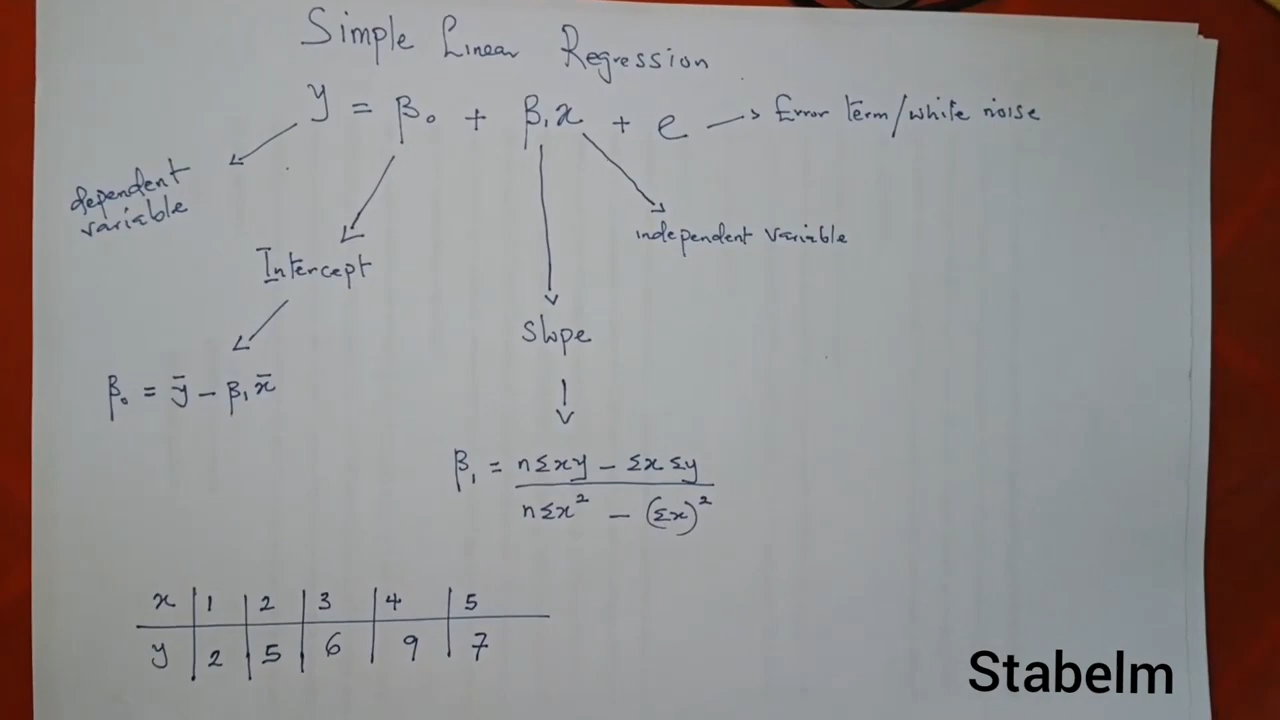 Simple Linear Regression
y = β₀ + β₁x + e → Error term/white noise
dependent
variable
independent variable
Intercept
Slope
β₀ = ȳ - β₁x̄
β₁ = nΣxy - ΣxΣy
nΣx² - (Σx)²
x | 1 | 2 | 3 | 4 | 5
y | 2 | 5 | 6 | 9 | 7
Stabelm